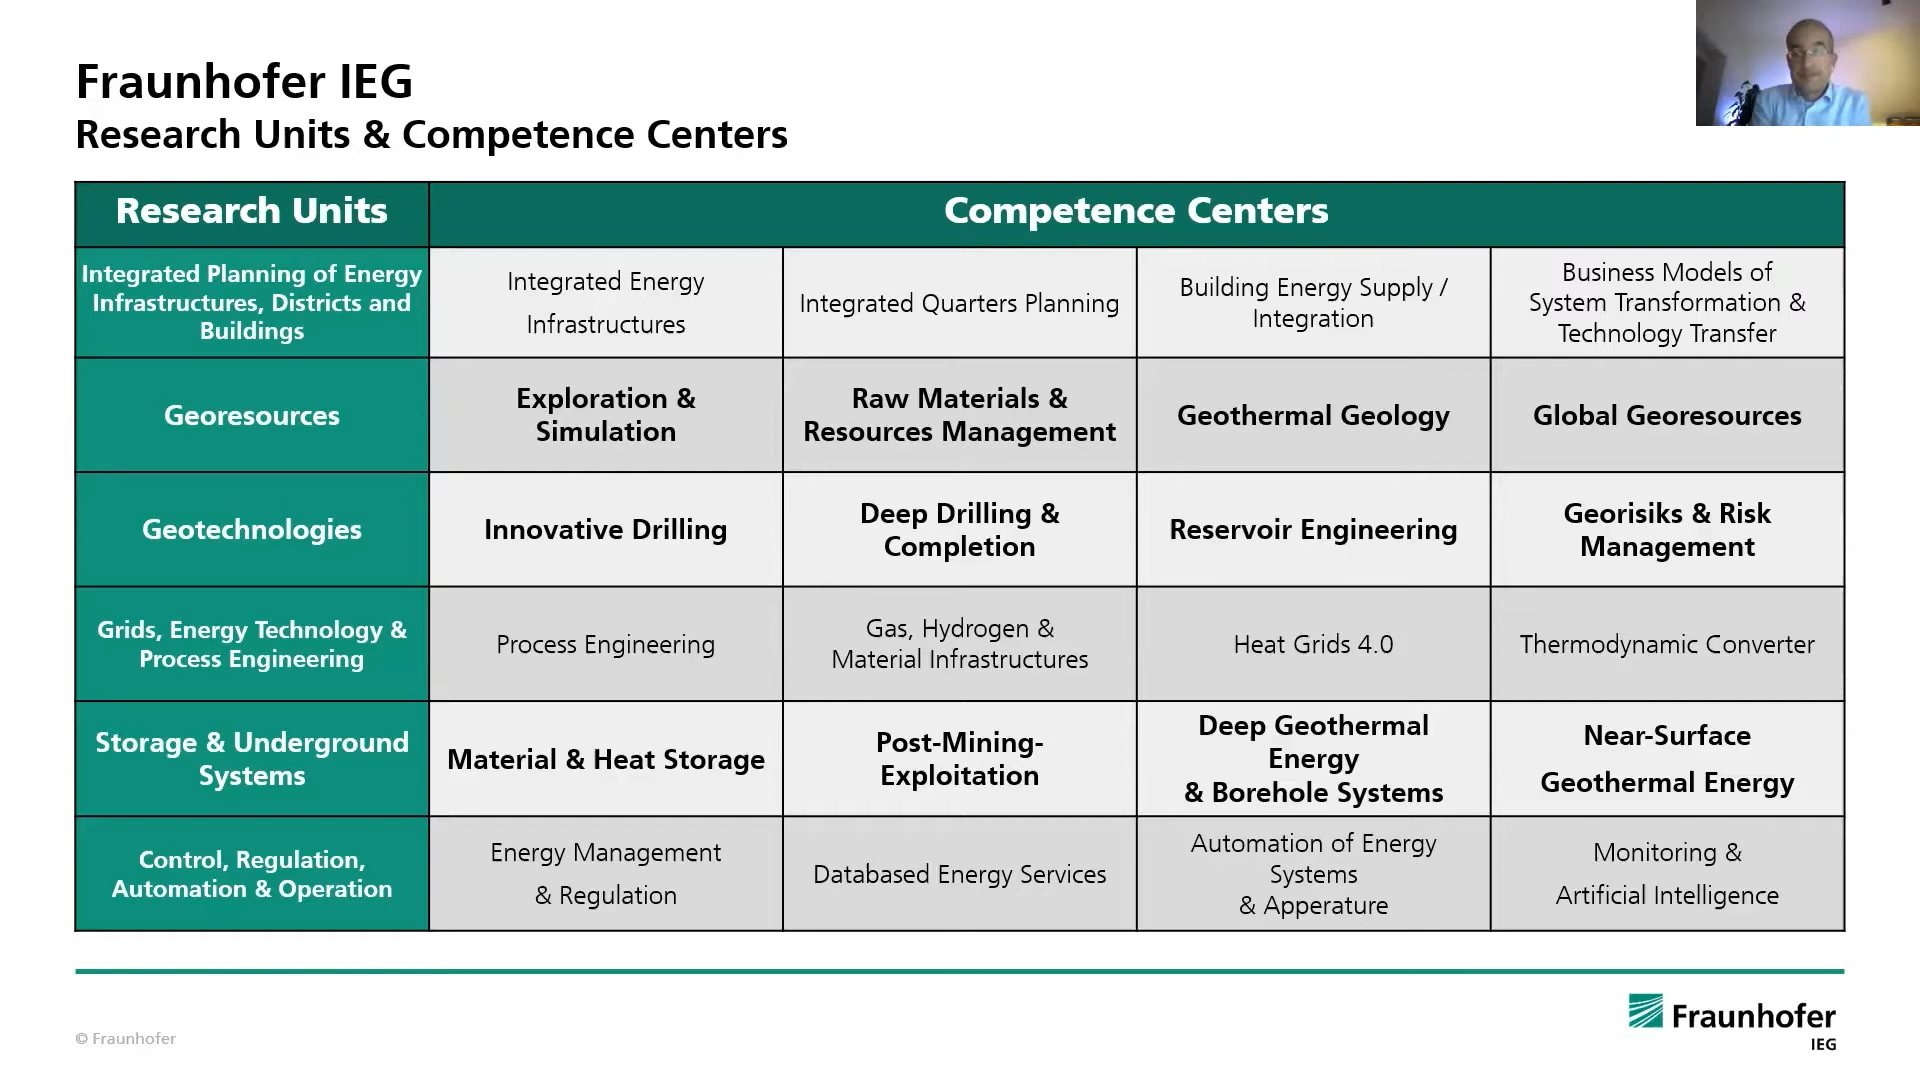 Fraunhofer IEG
Research Units & Competence Centers
Research Units
Competence Centers
Integrated Planning of Energy
Infrastructures, Districts and
Buildings
Integrated Energy
Infrastructures
Integrated Quarters Planning
Building Energy Supply /
Integration
Business Models of
System Transformation &
Technology Transfer
Georesources
Exploration &
Simulation
Raw Materials &
Resources Management
Geothermal Geology
Global Georesources
Geotechnologies
Innovative Drilling
Deep Drilling &
Completion
Reservoir Engineering
Georisiks & Risk
Management
Grids, Energy Technology &
Process Engineering
Process Engineering
Gas, Hydrogen &
Material Infrastructures
Heat Grids 4.0
Thermodynamic Converter
Storage & Underground
Systems
Material & Heat Storage
Post-Mining-
Exploitation
Deep Geothermal
Energy
& Borehole Systems
Near-Surface
Geothermal Energy
Control, Regulation,
Automation & Operation
Energy Management
& Regulation
Databased Energy Services
Automation of Energy
Systems
& Apperature
Monitoring &
Artificial Intelligence
© Fraunhofer
Fraunhofer
IEG